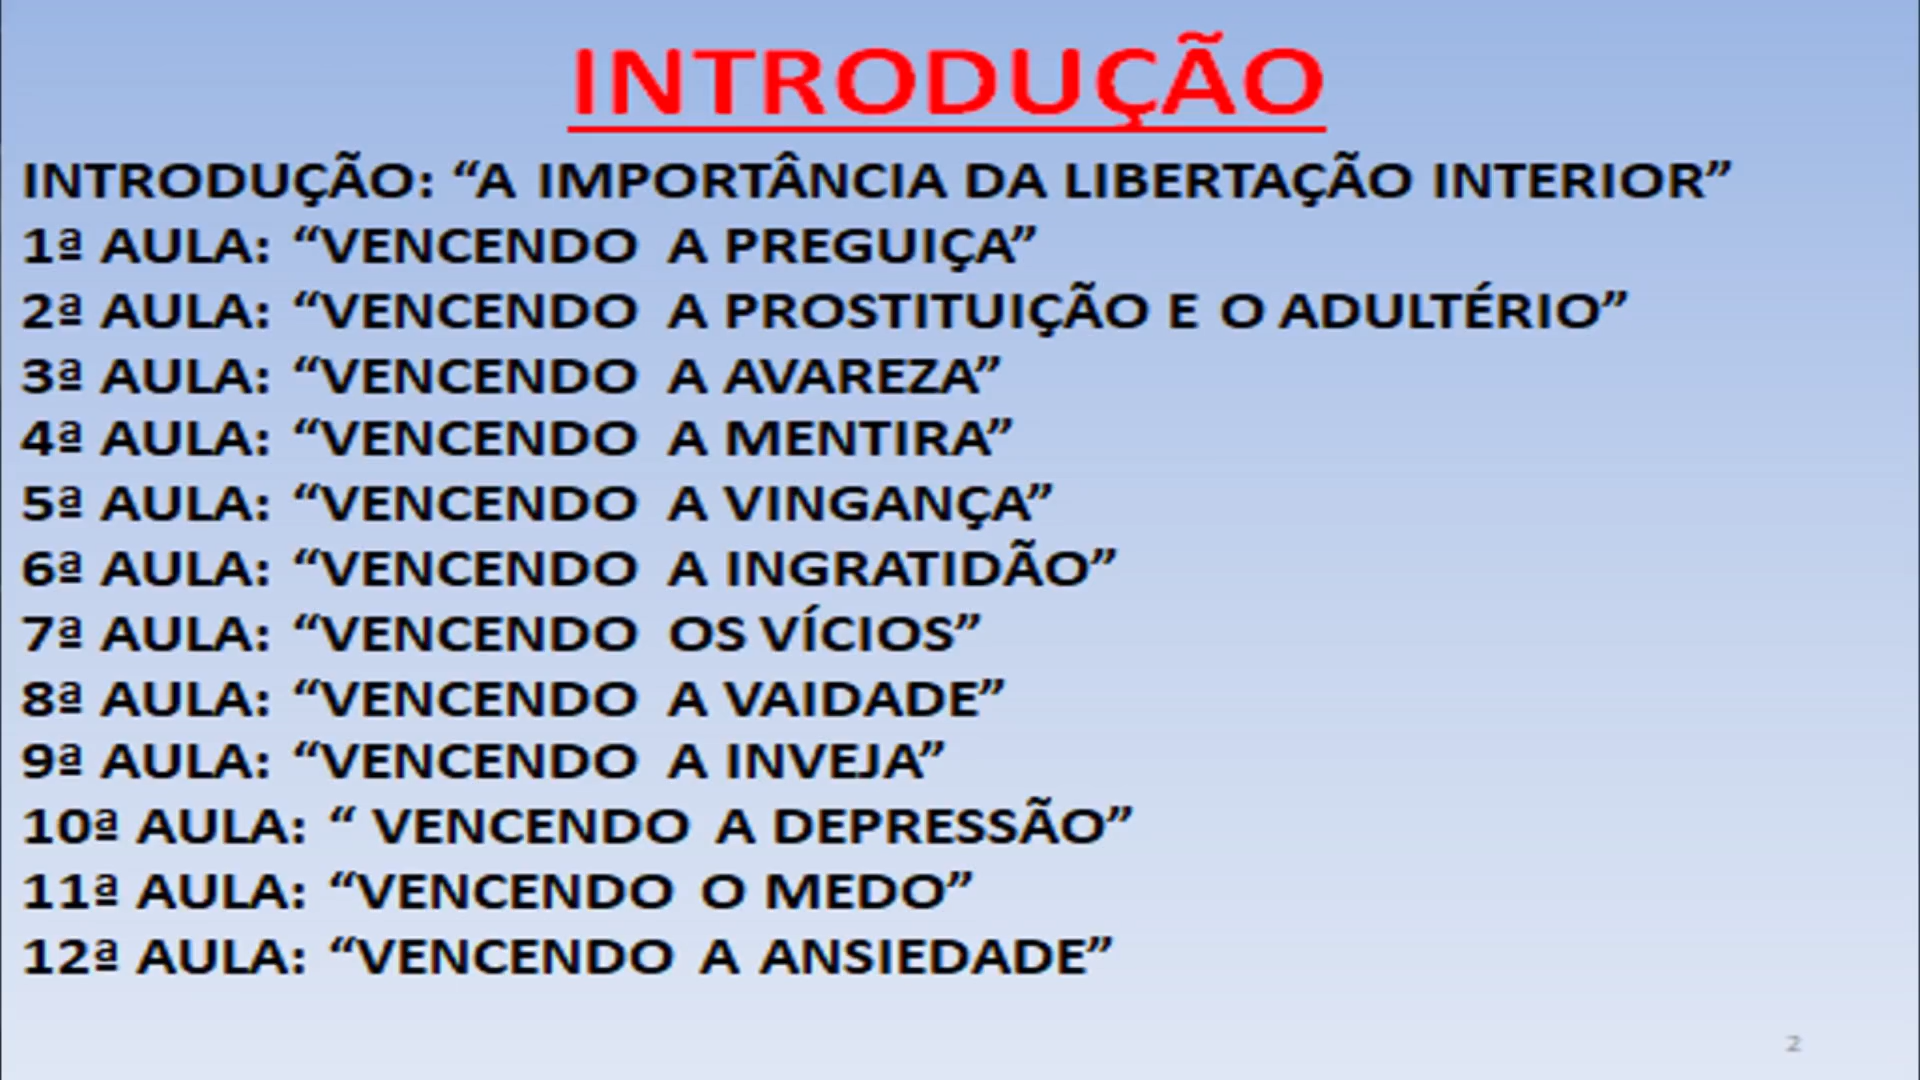 INTRODUÇÃO
INTRODUÇÃO: “A IMPORTÂNCIA DA LIBERTAÇÃO INTERIOR”
1ª AULA: “VENCENDO A PREGUIÇA”
2ª AULA: “VENCENDO A PROSTITUIÇÃO E O ADULTÉRIO”
3ª AULA: “VENCENDO A AVAREZA”
4ª AULA: “VENCENDO A MENTIRA”
5ª AULA: “VENCENDO A VINGANÇA”
6ª AULA: “VENCENDO A INGRATIDÃO”
7ª AULA: “VENCENDO OS VÍCIOS”
8ª AULA: “VENCENDO A VAIDADE”
9ª AULA: “VENCENDO A INVEJA”
10ª AULA: “ VENCENDO A DEPRESSÃO”
11ª AULA: “VENCENDO O MEDO”
12ª AULA: “VENCENDO A ANSIEDADE”
2